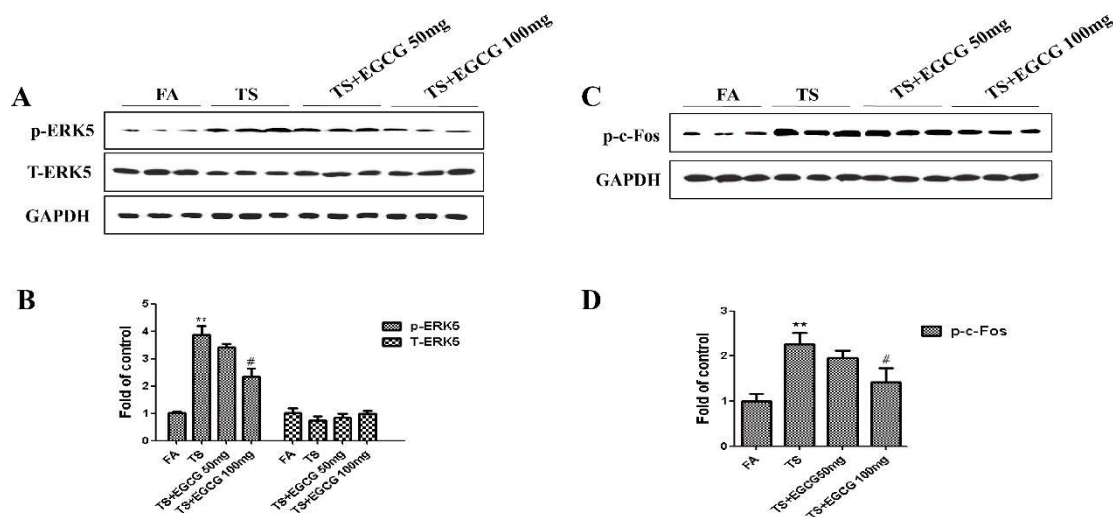 A
FA
TS
TS+EGCG 50mg
TS+EGCG 100mg
p-ERK5
T-ERK5
GAPDH
B
Fold of control
5
4
3
2
1
0
**
#
p-ERK5
T-ERK5
FA
TS
TS+EGCG 50mg
TS+EGCG 100mg
FA
TS
TS+EGCG 50mg
TS+EGCG 100mg
C
FA
TS
TS+EGCG 50mg
TS+EGCG 100mg
p-c-Fos
GAPDH
D
Fold of control
3
2
1
0
**
#
p-c-Fos
FA
TS
TS+EGCG50mg
TS+EGCG 100mg